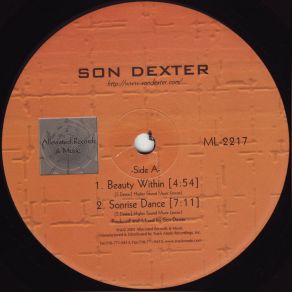 SON DEXTER
http://www.sondexter.com/
Alleviated Records
& Music
ML-2217
-Side A-
1. Beauty Within [4:54]
2. Sonrise Dance [7:11]
Produced and Mixed by Son Dexter